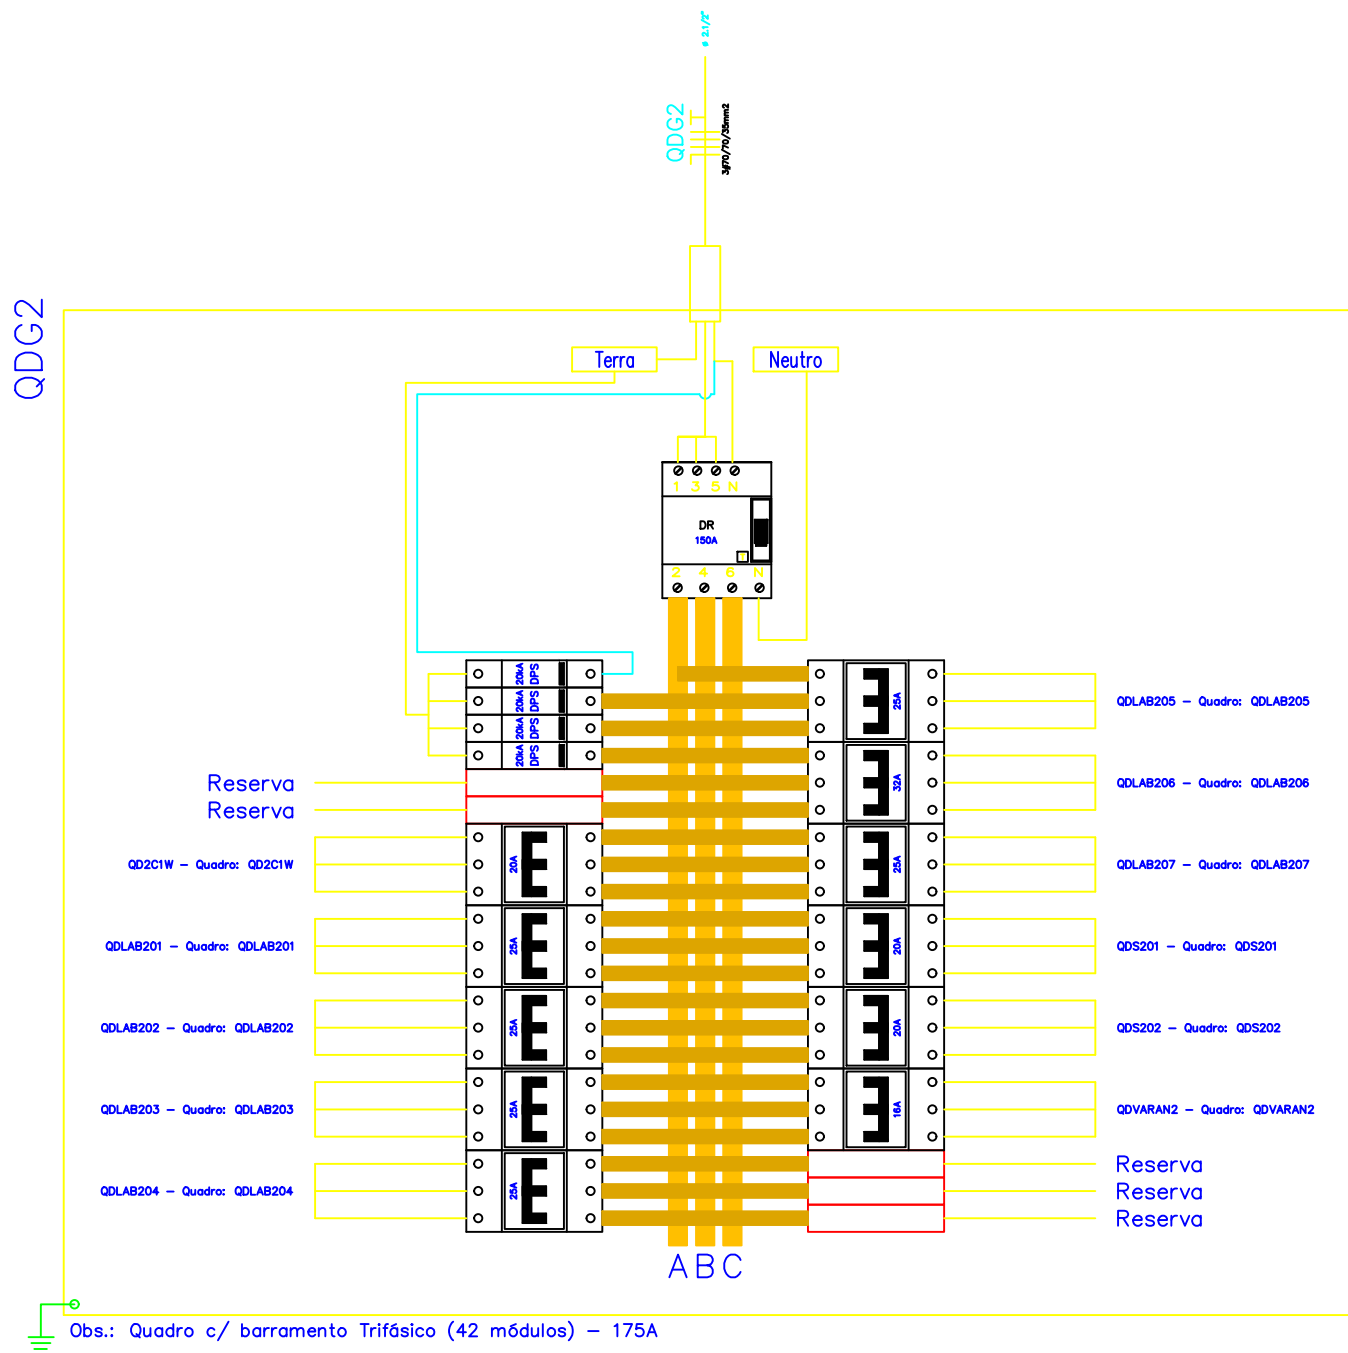 ø 2.1/2"
QDG2
3#70/70/35mm2
QDG2
Terra
Neutro
1 3 5 N
DR
150A
T
2 4 6 N
20kA DPS
20kA DPS
20kA DPS
20kA DPS
Reserva
Reserva
20A
QD2C1W - Quadro: QD2C1W
25A
QDLAB201 - Quadro: QDLAB201
25A
QDLAB202 - Quadro: QDLAB202
25A
QDLAB203 - Quadro: QDLAB203
25A
QDLAB204 - Quadro: QDLAB204
25A
QDLAB205 - Quadro: QDLAB205
32A
QDLAB206 - Quadro: QDLAB206
25A
QDLAB207 - Quadro: QDLAB207
20A
QDS201 - Quadro: QDS201
20A
QDS202 - Quadro: QDS202
16A
QDVARAN2 - Quadro: QDVARAN2
Reserva
Reserva
Reserva
A B C
Obs.: Quadro c/ barramento Trifásico (42 módulos) - 175A